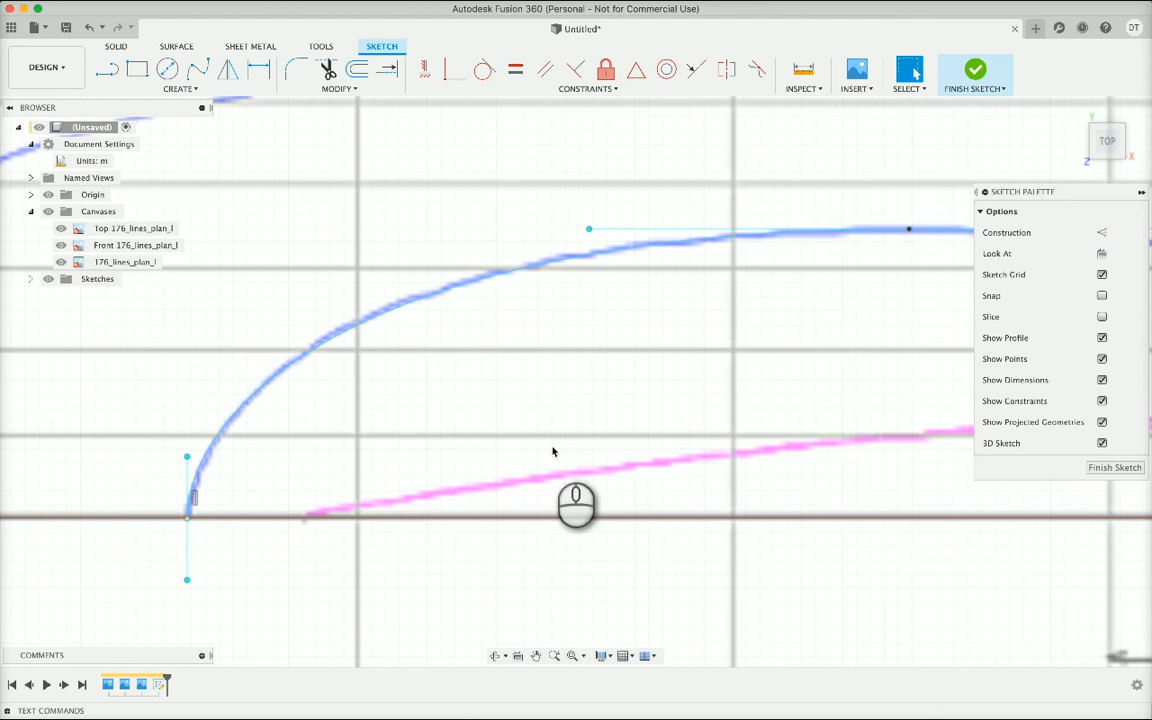 Autodesk Fusion 360 (Personal - Not for Commercial Use)
Untitled*
DT
DESIGN
SOLID
SURFACE
SHEET METAL
TOOLS
SKETCH
CREATE
MODIFY
CONSTRAINTS
INSPECT
INSERT
SELECT
FINISH SKETCH
BROWSER
(Unsaved)
Document Settings
Units: m
Named Views
Origin
Canvases
Top 176_lines_plan_l
Front 176_lines_plan_l
176_lines_plan_l
Sketches
Y
TOP
Z
X
SKETCH PALETTE
Options
Construction
Look At
Sketch Grid
Snap
Slice
Show Profile
Show Points
Show Dimensions
Show Constraints
Show Projected Geometries
3D Sketch
Finish Sketch
COMMENTS
TEXT COMMANDS